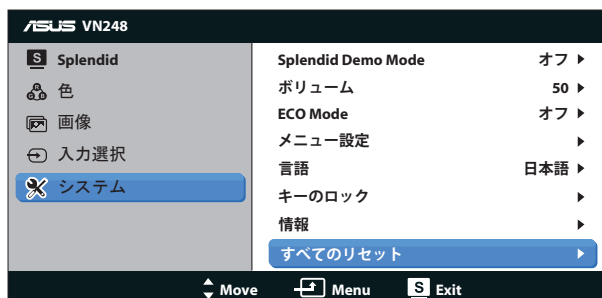 ASUS VN248
S Splendid
色
画像
入力選択
システム
Splendid Demo Mode オフ
ボリューム 50
ECO Mode オフ
メニュー設定
言語 日本語
キーのロック
情報
すべてのリセット
Move Menu S Exit